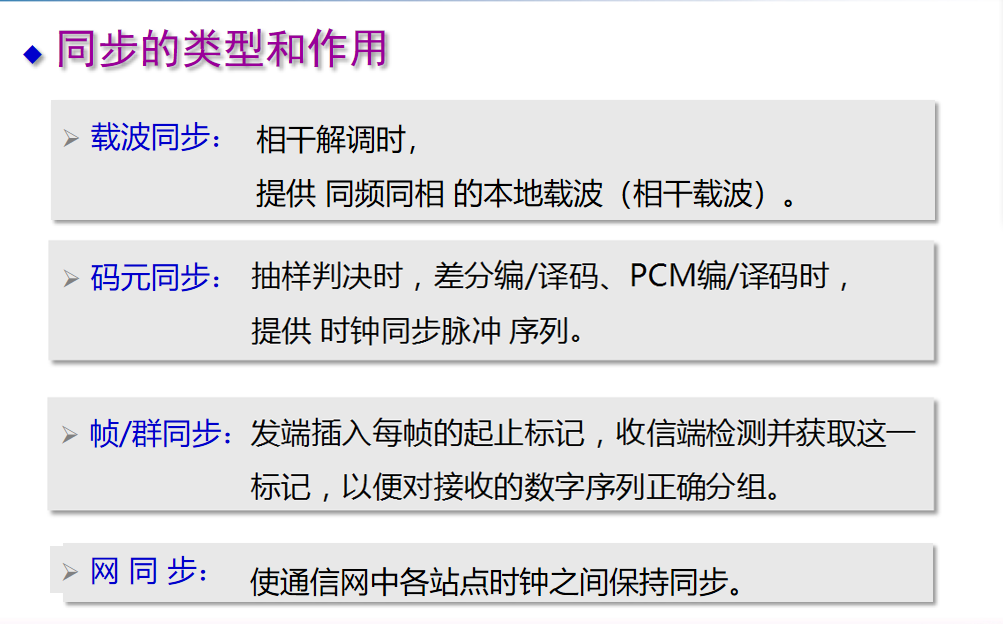 同步的类型和作用
载波同步： 相干解调时，
提供 同频同相 的本地载波（相干载波）。
码元同步： 抽样判决时，差分编/译码、PCM编/译码时，
提供 时钟同步脉冲 序列。
帧/群同步： 发端插入每帧的起止标记，收信端检测并获取这一
标记，以便对接收的数字序列正确分组。
网 同 步： 使通信网中各站点时钟之间保持同步。